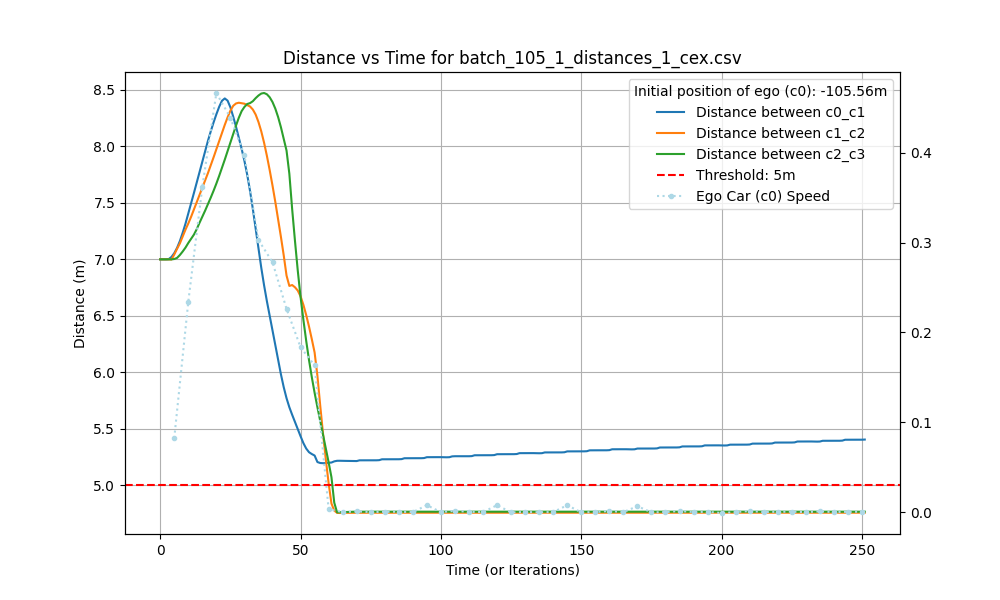 Distance vs Time for batch_105_1_distances_1_cex.csv
Initial position of ego (c0): -105.56m
Distance between c0_c1
Distance between c1_c2
Distance between c2_c3
Threshold: 5m
Ego Car (c0) Speed
Distance (m)
8.5
8.0
7.5
7.0
6.5
6.0
5.5
5.0
0.4
0.3
0.2
0.1
0.0
0 50 100 150 200 250
Time (or Iterations)